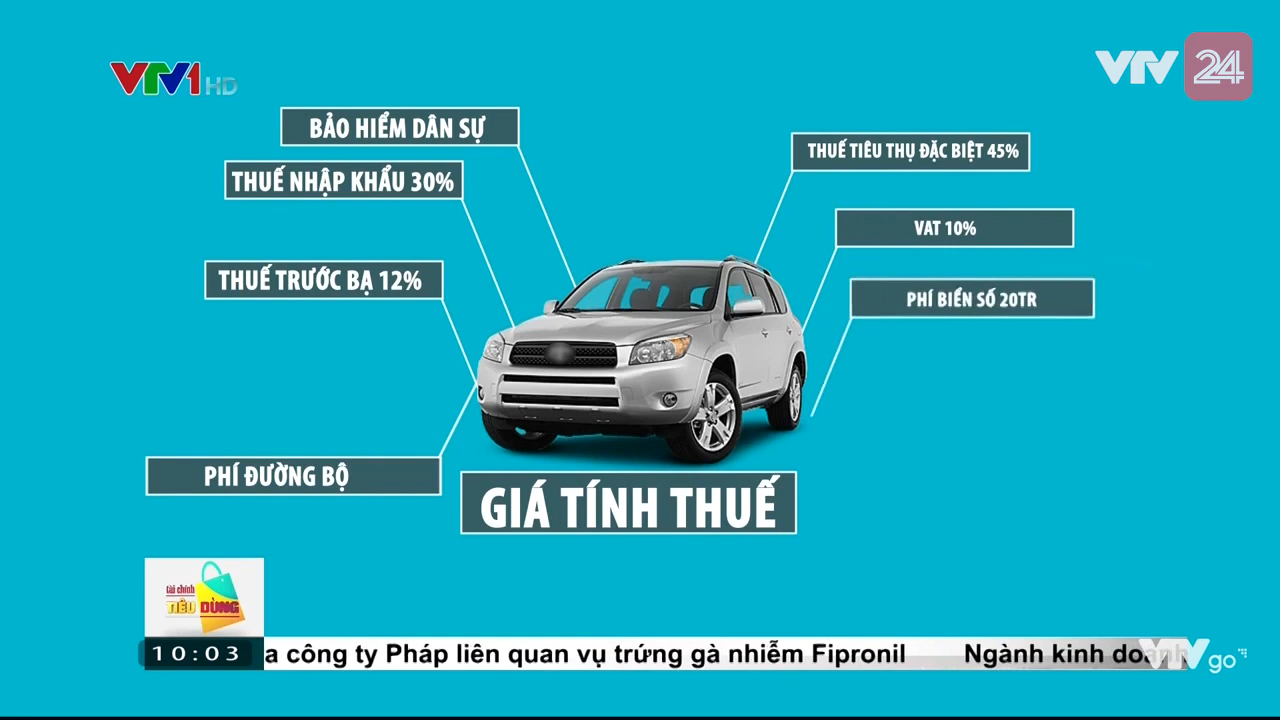 VTV1 HD
VTV 24
BẢO HIỂM DÂN SỰ
THUẾ TIÊU THỤ ĐẶC BIỆT 45%
THUẾ NHẬP KHẨU 30%
VAT 10%
THUẾ TRƯỚC BẠ 12%
PHÍ BIỂN SỐ 20TR
PHÍ ĐƯỜNG BỘ
GIÁ TÍNH THUẾ
tài chính
TIÊU DÙNG
10:03
a công ty Pháp liên quan vụ trứng gà nhiễm Fipronil Ngành kinh doanh
VTV go